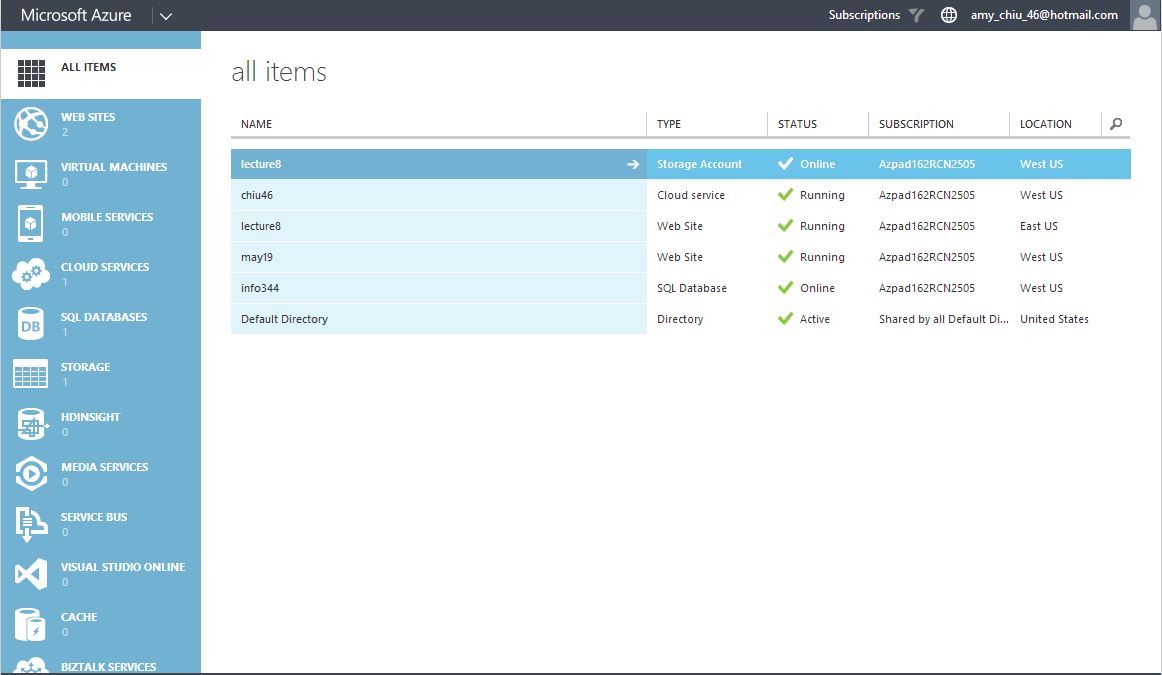 Microsoft Azure Subscriptions amy_chiu_46@hotmail.com
ALL ITEMS
WEB SITES
2
VIRTUAL MACHINES
0
MOBILE SERVICES
0
CLOUD SERVICES
1
SQL DATABASES
1
DB
STORAGE
1
HDINSIGHT
0
MEDIA SERVICES
0
SERVICE BUS
0
VISUAL STUDIO ONLINE
0
CACHE
0
BIZTALK SERVICES
all items
NAME TYPE STATUS SUBSCRIPTION LOCATION
lecture8 Storage Account Online Azpad162RCN2505 West US
chiu46 Cloud service Running Azpad162RCN2505 West US
lecture8 Web Site Running Azpad162RCN2505 East US
may19 Web Site Running Azpad162RCN2505 West US
info344 SQL Database Online Azpad162RCN2505 West US
Default Directory Directory Active Shared by all Default Di... United States